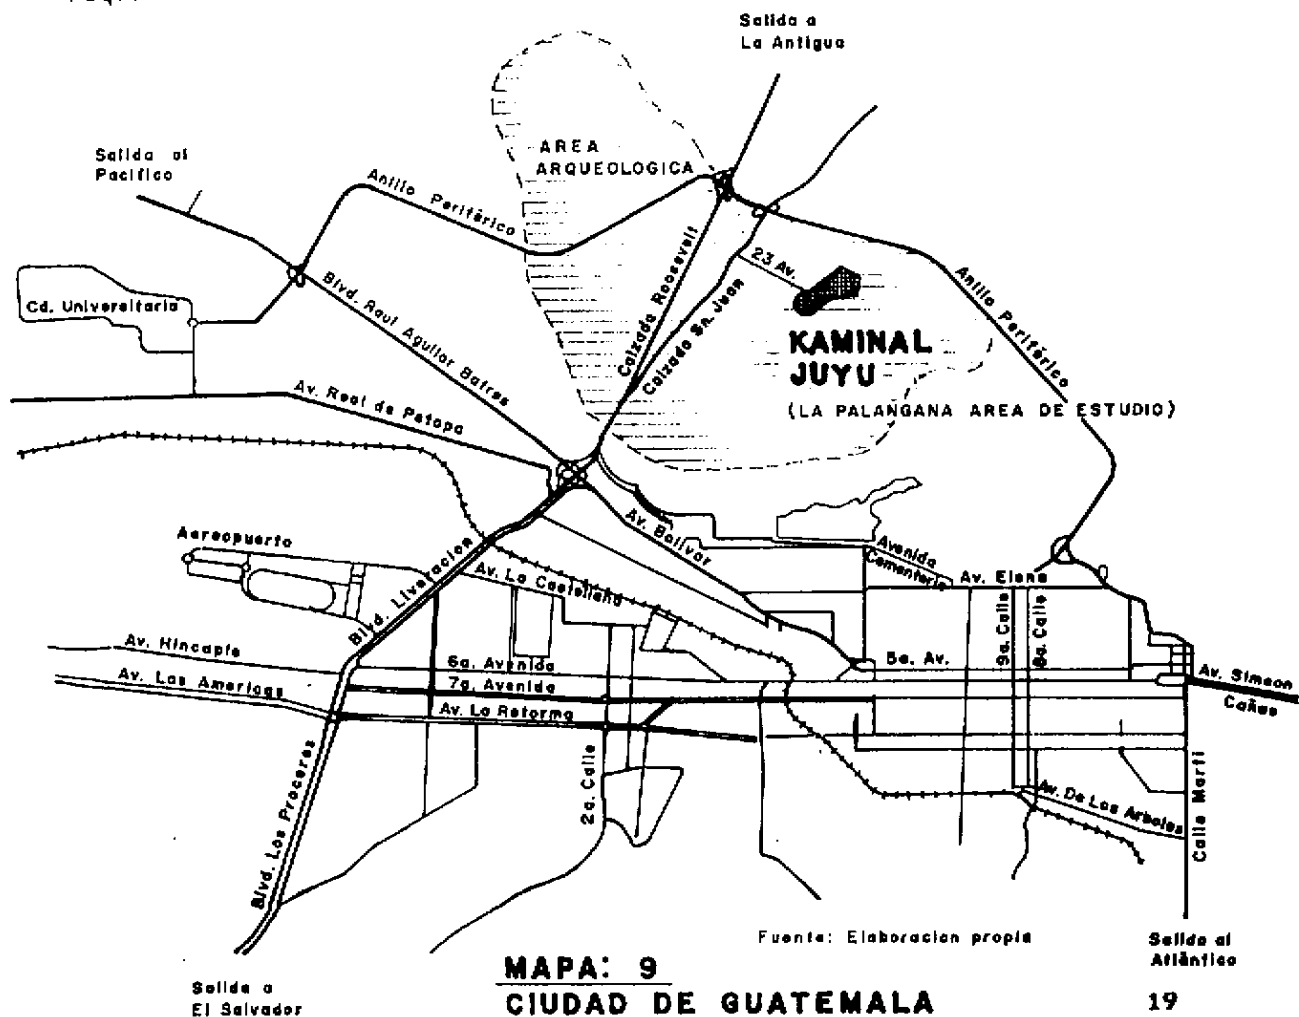 Salida a
La Antigua
AREA
ARQUEOLOGICA
Salida al
Pacifico
Anillo Periférico
23 Av.
Anillo Periférico
Calzada Roosevelt
Calzada Sn. Juan
Cd. Universitaria
Blvd. Raul Aguilar Batres
KAMINAL
JUYU
(LA PALANGANA AREA DE ESTUDIO)
Av. Real de Petapa
Av. Bolivar
Aereopuerto
Avenida
Cementerio
Av. Elena
Blvd. Liveracion
Av. La Castellana
9a. Calle
8a. Calle
Av. Hincapie
6a. Avenida
5a. Av.
Av. Las Americas
7a. Avenida
Av. Simeon
Cañas
Av. La Reforma
2a. Calle
Av. De Los Arboles
Calle Marti
Blvd. Los Proceres
Fuente: Elaboracion propia
Salida al
Atlántico
Salida a
El Salvador
MAPA: 9
CIUDAD DE GUATEMALA
19